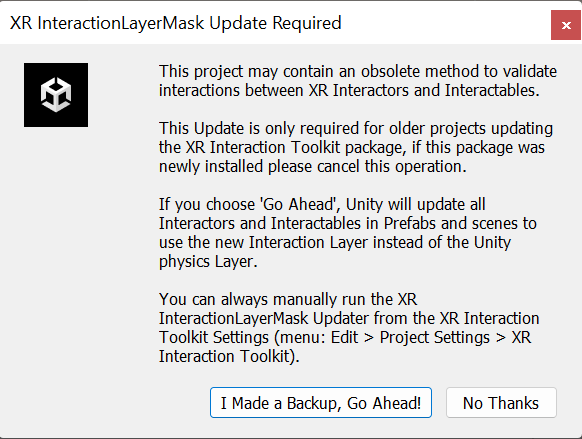 XR InteractionLayerMask Update Required
This project may contain an obsolete method to validate
interactions between XR Interactors and Interactables.
This Update is only required for older projects updating
the XR Interaction Toolkit package, if this package was
newly installed please cancel this operation.
If you choose 'Go Ahead', Unity will update all
Interactors and Interactables in Prefabs and scenes to
use the new Interaction Layer instead of the Unity
physics Layer.
You can always manually run the XR
InteractionLayerMask Updater from the XR Interaction
Toolkit Settings (menu: Edit > Project Settings > XR
Interaction Toolkit).
I Made a Backup, Go Ahead!
No Thanks